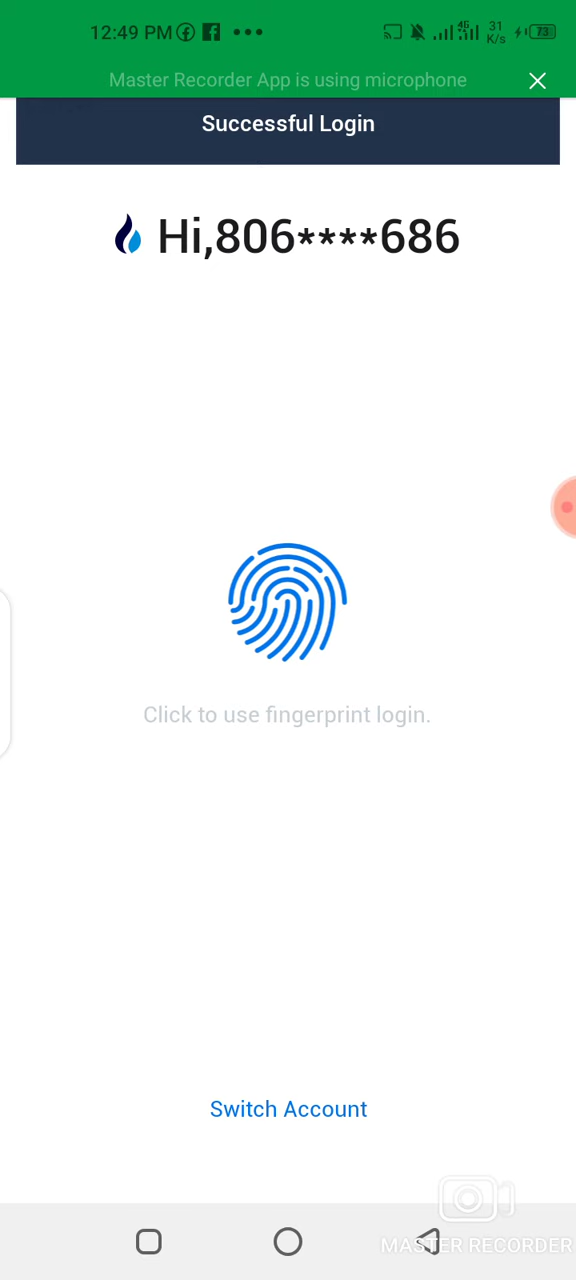 12:49 PM 4G 31 K/s 73
Master Recorder App is using microphone
Successful Login
Hi,806****686
Click to use fingerprint login.
Switch Account
MASTER RECORDER